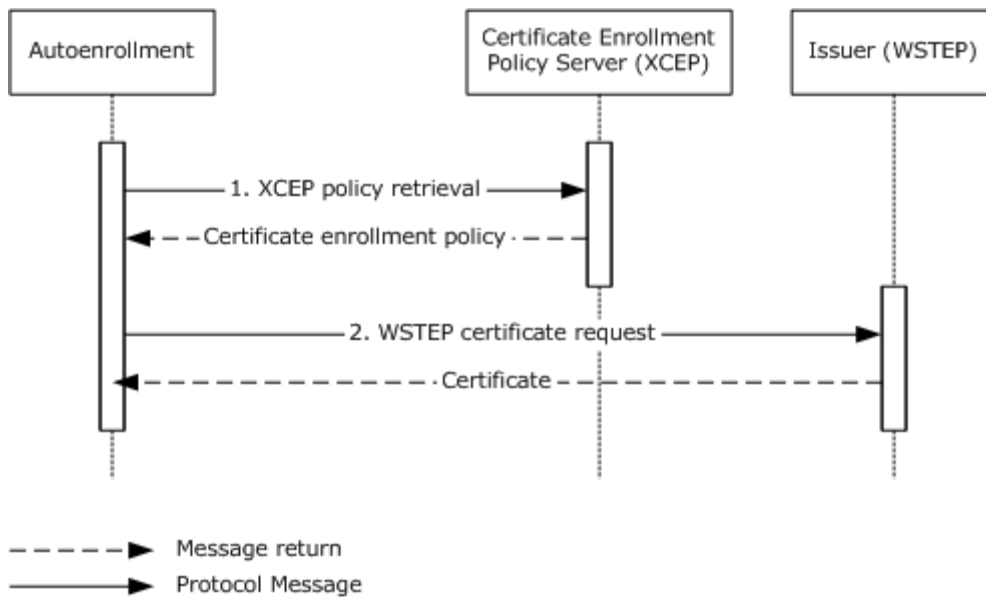 Autoenrollment
Certificate Enrollment
Policy Server (XCEP)
Issuer (WSTEP)
1. XCEP policy retrieval
Certificate enrollment policy
2. WSTEP certificate request
Certificate
Message return
Protocol Message